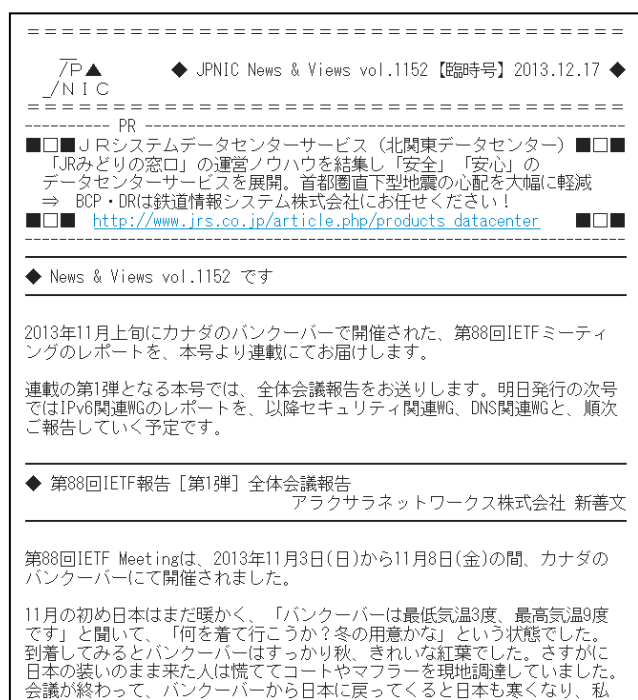 =====================================
/P▲　◆ JPNIC News & Views vol.1152【臨時号】2013.12.17 ◆
_/NIC
=====================================
---------- PR --------------------------------------------------------
■□■ＪＲシステムデータセンターサービス（北関東データセンター）■□■
「JRみどりの窓口」の運営ノウハウを結集し「安全」「安心」の
データセンターサービスを展開。首都圏直下型地震の心配を大幅に軽減
⇒ BCP・DRは鉄道情報システム株式会社にお任せください！
■□■ http://www.jrs.co.jp/article.php/products_datacenter ■□■
----------------------------------------------------------------------
◆ News & Views vol.1152 です
2013年11月上旬にカナダのバンクーバーで開催された、第88回IETFミーティ
ングのレポートを、本号より連載にてお届けします。
連載の第1弾となる本号では、全体会議報告をお送りします。明日発行の次号
ではIPv6関連WGのレポートを、以降セキュリティ関連WG、DNS関連WGと、順次
ご報告していく予定です。
◆ 第88回IETF報告［第1弾］全体会議報告
アラクサラネットワークス株式会社 新善文
第88回IETF Meetingは、2013年11月3日(日)から11月8日(金)の間、カナダの
バンクーバーにて開催されました。
11月の初め日本はまだ暖かく、「バンクーバーは最低気温3度、最高気温9度
です」と聞いて、「何を着て行こうか？冬の用意かな」という状態でした。
到着してみるとバンクーバーはすっかり秋、きれいな紅葉でした。さすがに
日本の装いのまま来た人は慌ててコートやマフラーを現地調達していました。
会議が終わって、バンクーバーから日本に戻ってくると日本も寒くなり、私